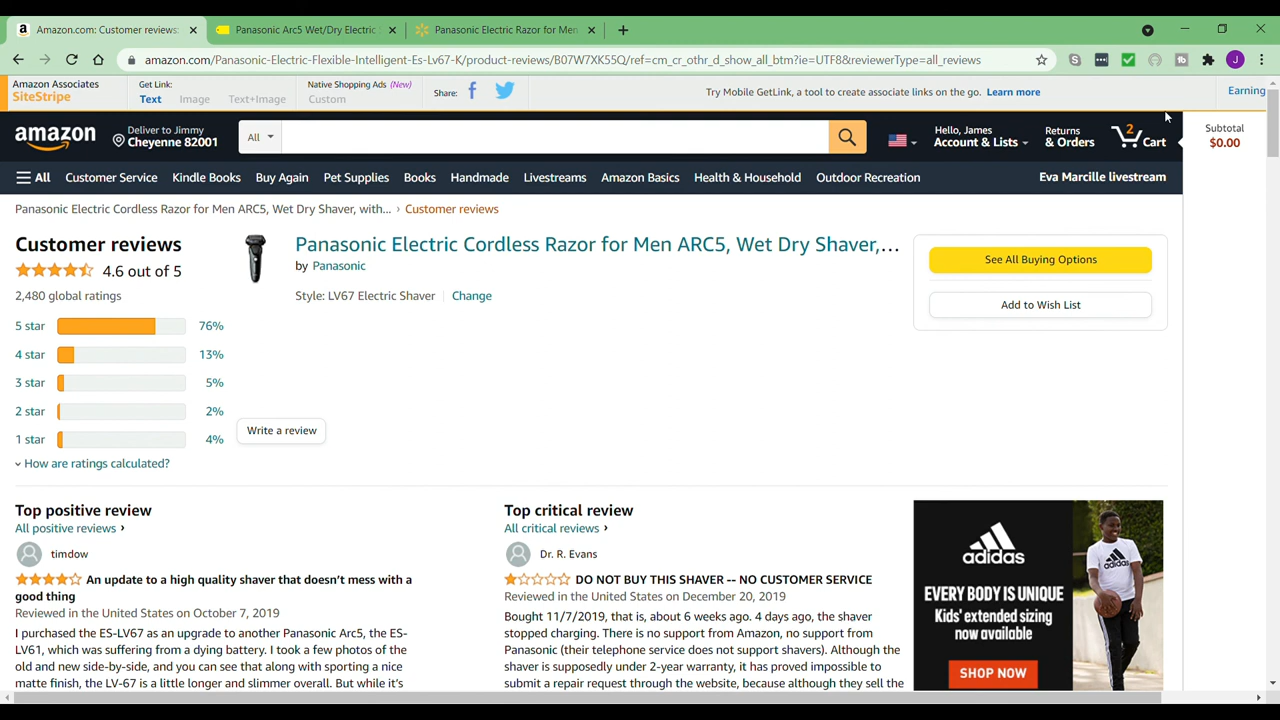 Amazon.com: Customer reviews:
Panasonic Arc5 Wet/Dry Electric
Panasonic Electric Razor for Men
amazon.com/Panasonic-Electric-Flexible-Intelligent-Es-Lv67-K/product-reviews/B07W7XK55Q/ref=cm_cr_othr_d_show_all_btm?ie=UTF8&reviewerType=all_reviews
J
Amazon Associates
SiteStripe
Get Link:
Text Image Text+Image
Native Shopping Ads (New)
Custom
Share:
Try Mobile GetLink, a tool to create associate links on the go. Learn more
Earning
amazon
Deliver to Jimmy
Cheyenne 82001
All
Hello, James
Account & Lists
Returns
& Orders
2
Cart
Subtotal
$0.00
All Customer Service Kindle Books Buy Again Pet Supplies Books Handmade Livestreams Amazon Basics Health & Household Outdoor Recreation Eva Marcille livestream
Panasonic Electric Cordless Razor for Men ARC5, Wet Dry Shaver, with... › Customer reviews
Customer reviews
4.6 out of 5
2,480 global ratings
5 star 76%
4 star 13%
3 star 5%
2 star 2%
1 star 4%
How are ratings calculated?
Panasonic Electric Cordless Razor for Men ARC5, Wet Dry Shaver,...
by Panasonic
Style: LV67 Electric Shaver Change
Write a review
See All Buying Options
Add to Wish List
Top positive review
All positive reviews ›
timdow
An update to a high quality shaver that doesn't mess with a
good thing
Reviewed in the United States on October 7, 2019
I purchased the ES-LV67 as an upgrade to another Panasonic Arc5, the ES-
LV61, which was suffering from a dying battery. I took a few photos of the
old and new side-by-side, and you can see that along with sporting a nice
matte finish, the LV-67 is a little longer and slimmer overall. But while it's
Top critical review
All critical reviews ›
Dr. R. Evans
DO NOT BUY THIS SHAVER -- NO CUSTOMER SERVICE
Reviewed in the United States on December 20, 2019
Bought 11/7/2019, that is, about 6 weeks ago. 4 days ago, the shaver
stopped charging. There is no support from Amazon, no support from
Panasonic (their telephone service does not support shavers). Although the
shaver is supposedly under 2-year warranty, it has proved impossible to
submit a repair request through the website, because although they sell the
adidas
EVERY BODY IS UNIQUE
Kids' extended sizing
now available
SHOP NOW
adidas